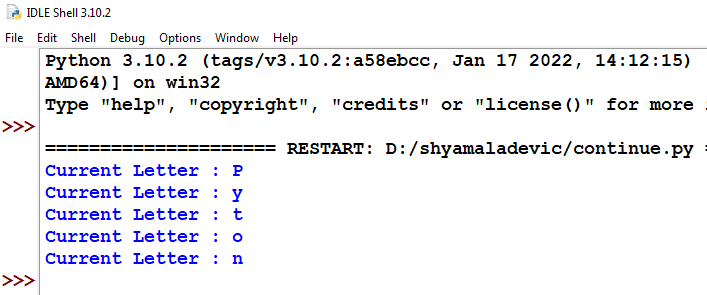 IDLE Shell 3.10.2
File Edit Shell Debug Options Window Help
Python 3.10.2 (tags/v3.10.2:a58ebcc, Jan 17 2022, 14:12:15)
AMD64)] on win32
Type "help", "copyright", "credits" or "license()" for more
>>>
===================== RESTART: D:/shyamaladevic/continue.py =
Current Letter : P
Current Letter : y
Current Letter : t
Current Letter : o
Current Letter : n
>>>